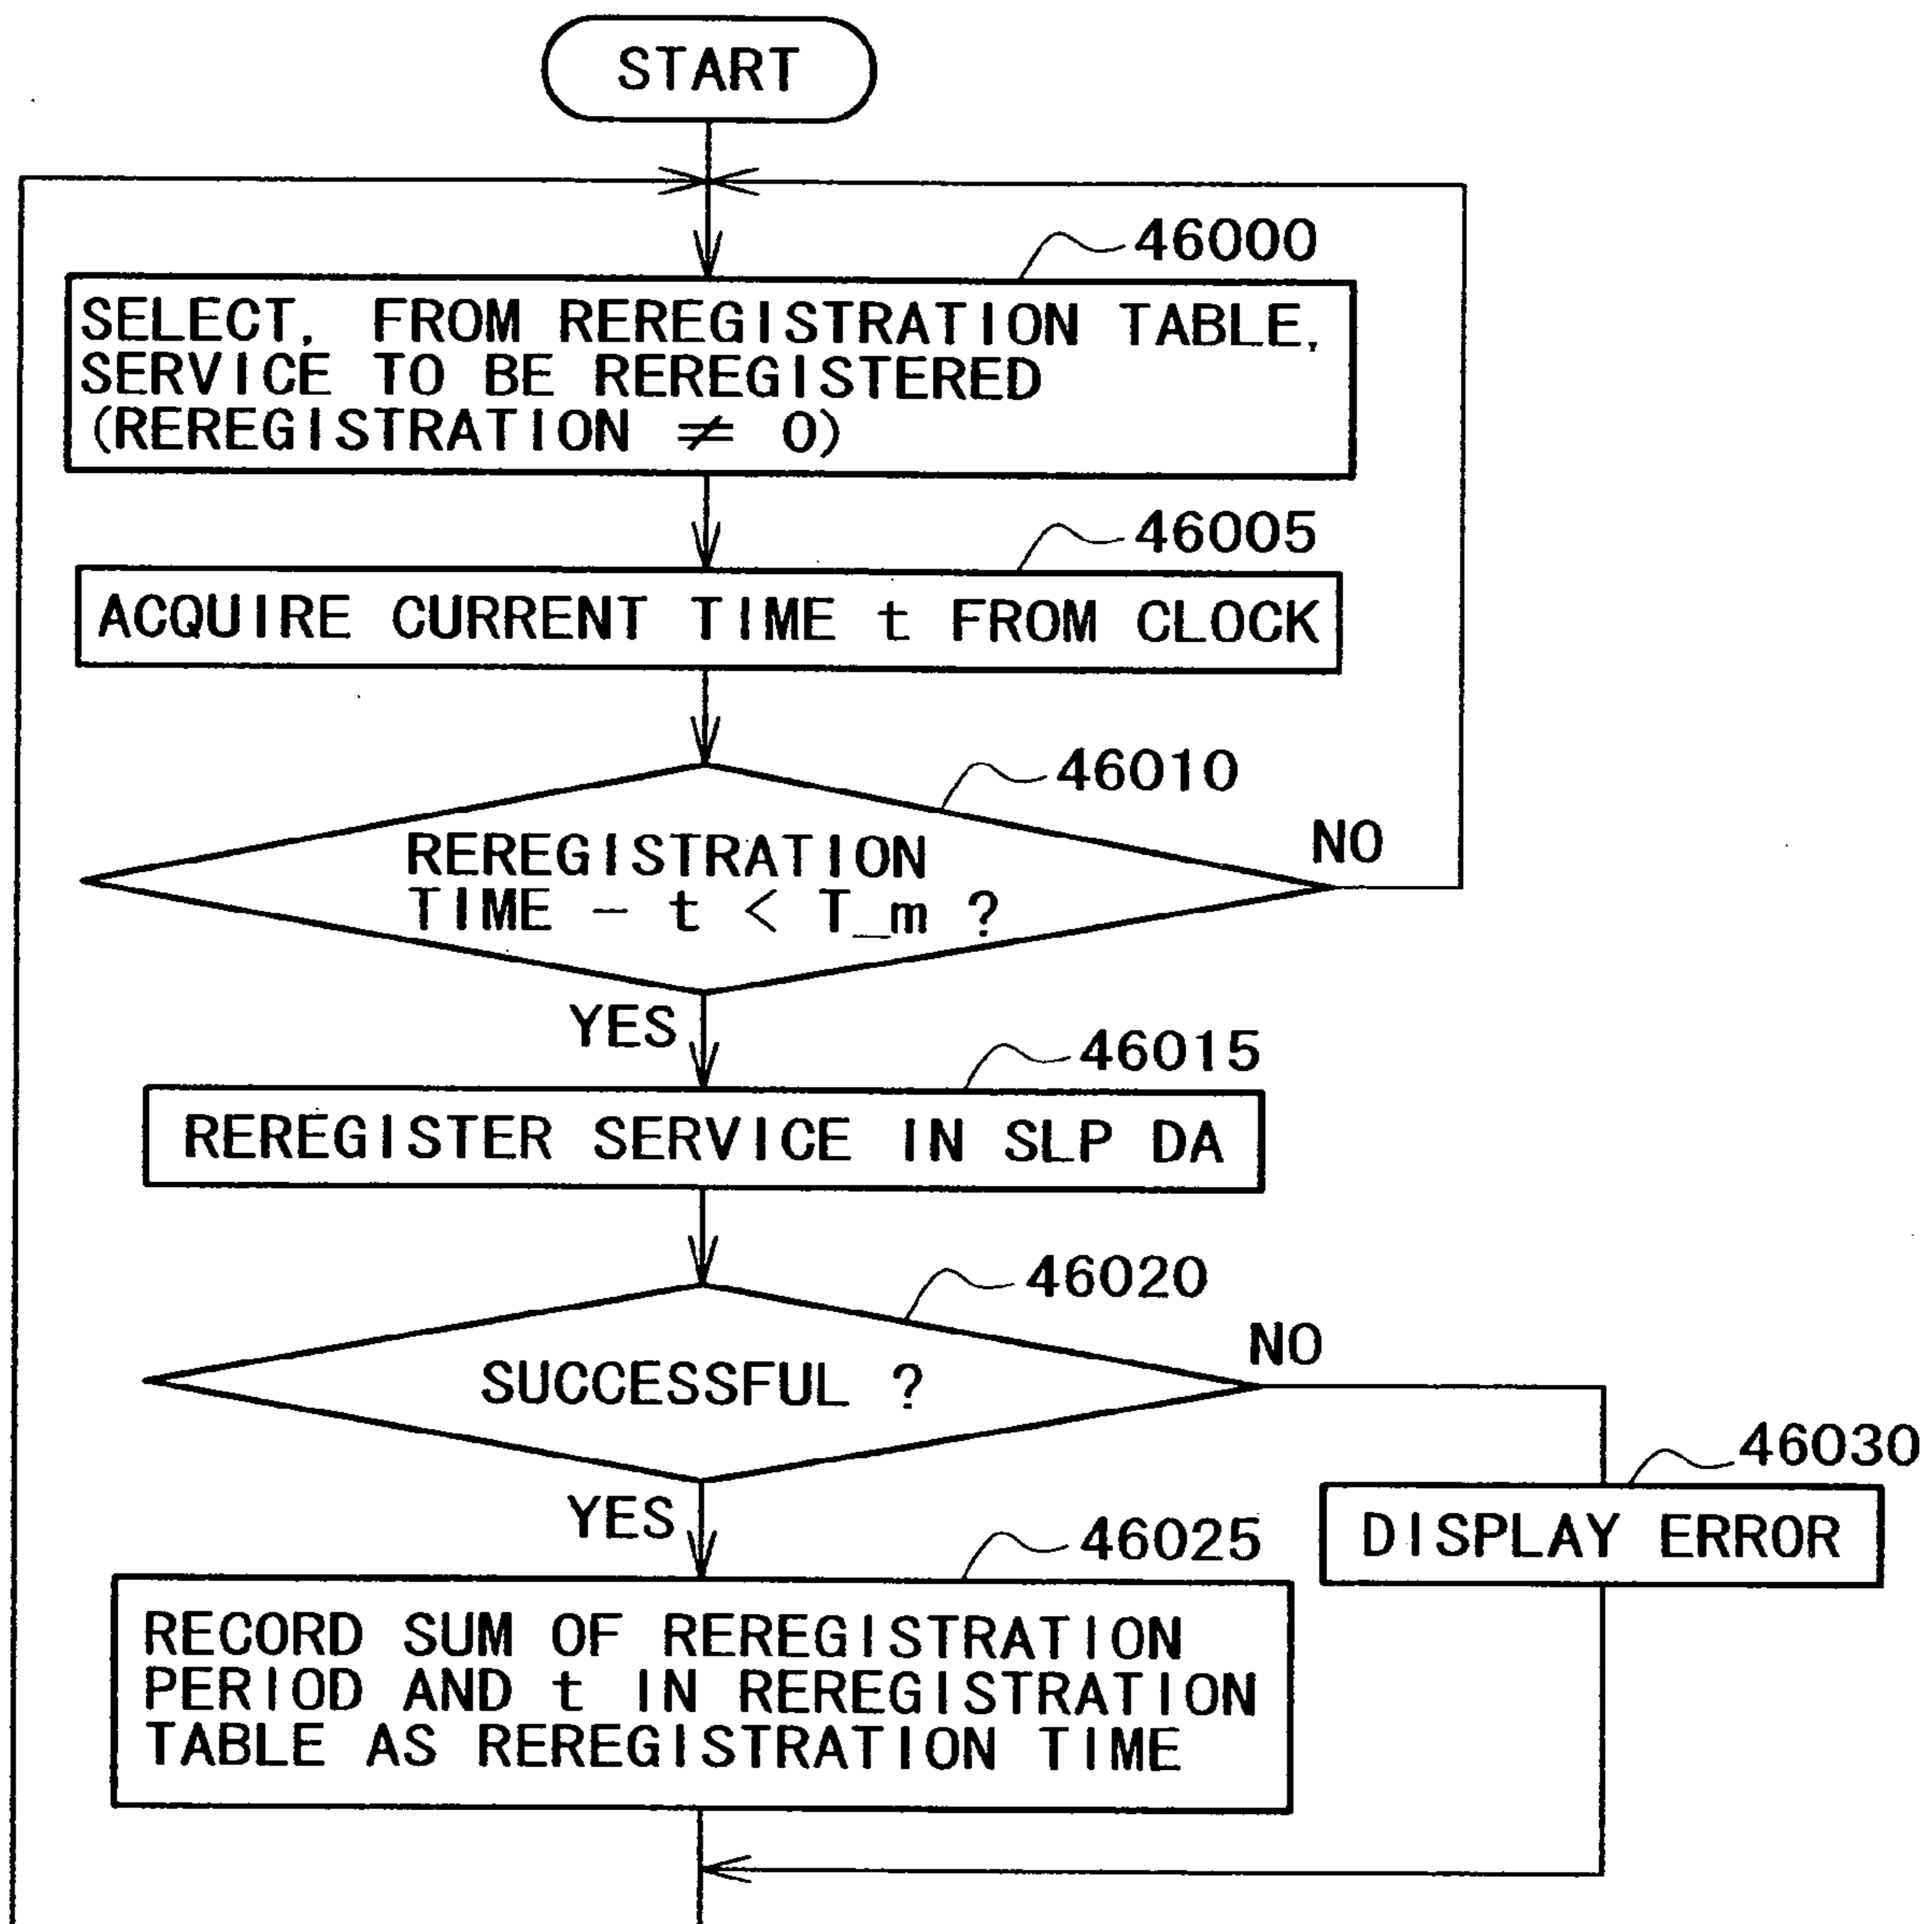 START
46000
SELECT, FROM REREGISTRATION TABLE,
SERVICE TO BE REREGISTERED
(REREGISTRATION ≠ 0)
46005
ACQUIRE CURRENT TIME t FROM CLOCK
46010
REREGISTRATION
TIME - t < T_m ?
NO
YES
46015
REREGISTER SERVICE IN SLP DA
46020
SUCCESSFUL ?
NO
46030
DISPLAY ERROR
YES
46025
RECORD SUM OF REREGISTRATION
PERIOD AND t IN REREGISTRATION
TABLE AS REREGISTRATION TIME